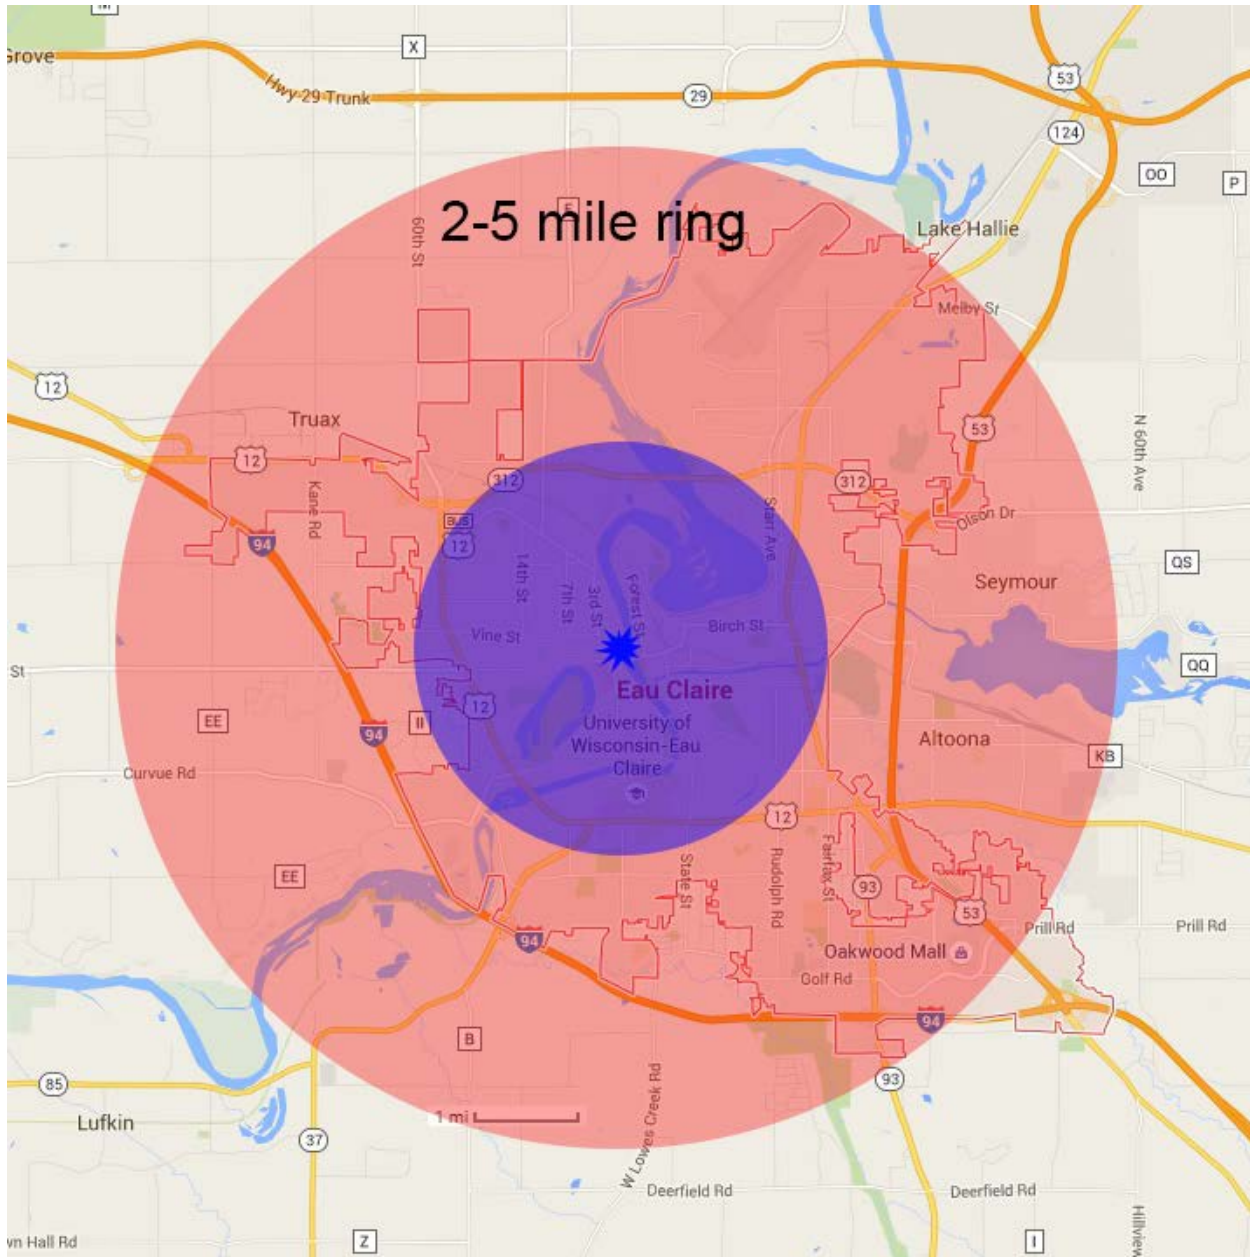 M
X
Grove
Hwy 29 Trunk
29
53
124
OO
P
2-5 mile ring
60th St
Lake Hallie
Melby St
12
Truax
53
N 60th Ave
12
312
312
Kane Rd
Starr Ave
Olson Dr
94
BUS
12
14th St
7th St
3rd St
Forest St
Seymour
QS
Vine St
Birch St
St
QQ
Eau Claire
EE
II
12
94
University of
Wisconsin-Eau
Claire
Altoona
KB
Curvue Rd
12
State St
Rudolph Rd
Fairfax St
EE
93
53
Prill Rd
Prill Rd
94
Oakwood Mall
Golf Rd
94
B
85
93
Lufkin
1 mi
37
W Lowes Creek Rd
Deerfield Rd
Deerfield Rd
Hillview
wn Hall Rd
Z
I